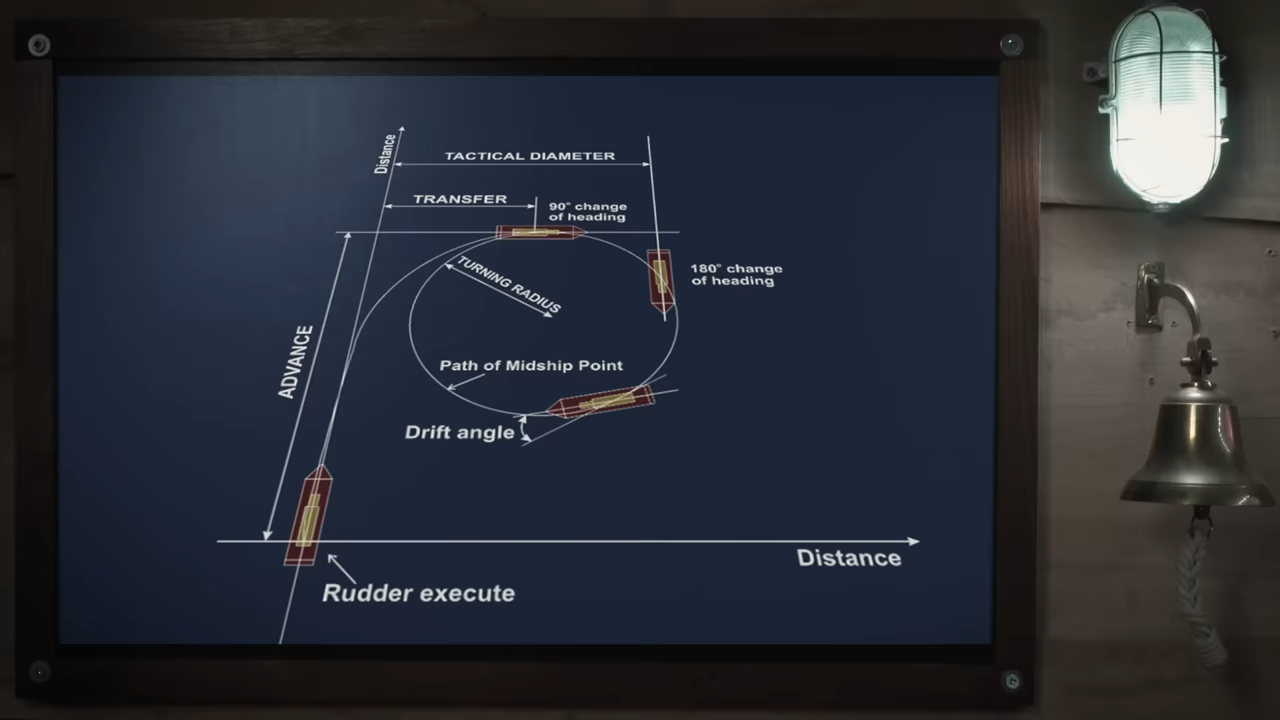 Distance
TACTICAL DIAMETER
TRANSFER
90° change
of heading
TURNING RADIUS
180° change
of heading
ADVANCE
Path of Midship Point
Drift angle
Distance
Rudder execute